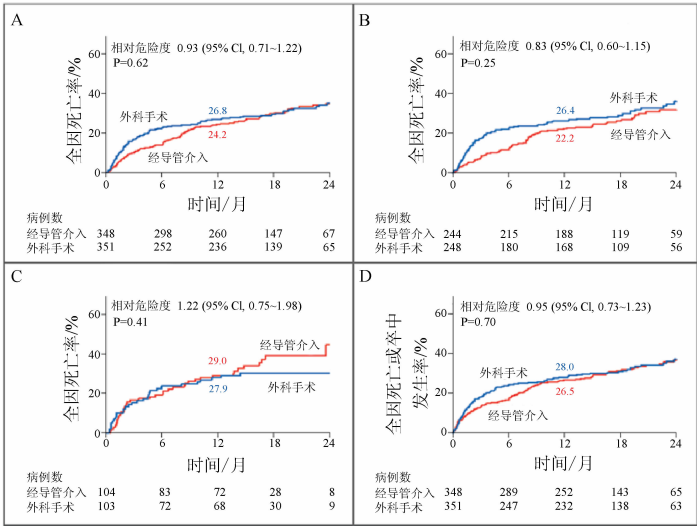 A
相对危险度 0.93 (95% CI, 0.71~1.22)
P=0.62
全因死亡率/%
60
40
20
0
外科手术
26.8
24.2
经导管介入
0 6 12 18 24
时间/月
病例数
经导管介入 348 298 260 147 67
外科手术 351 252 236 139 65
B
相对危险度 0.83 (95% CI, 0.60~1.15)
P=0.25
全因死亡率/%
60
40
20
0
外科手术
26.4
22.2
经导管介入
0 6 12 18 24
时间/月
病例数
经导管介入 244 215 188 119 59
外科手术 248 180 168 109 56
C
相对危险度 1.22 (95% CI, 0.75~1.98)
P=0.41
全因死亡率/%
60
40
20
0
经导管介入
29.0
27.9
外科手术
0 6 12 18 24
时间/月
病例数
经导管介入 104 83 72 28 8
外科手术 103 72 68 30 9
D
相对危险度 0.95 (95% CI, 0.73~1.23)
P=0.70
全因死亡或卒中
发生率/%
60
40
20
0
外科手术
28.0
26.5
经导管介入
0 6 12 18 24
时间/月
病例数
经导管介入 348 289 252 143 65
外科手术 351 247 232 138 63